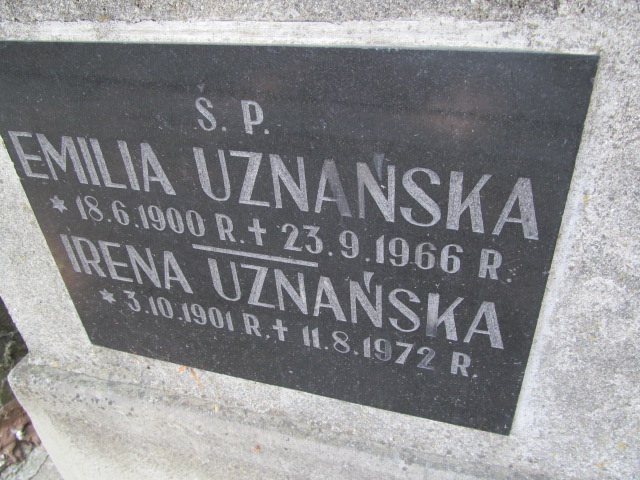 Ś. P.
EMILIA UZNAŃSKA
* 18.6.1900 R. + 23.9.1966 R.
IRENA UZNAŃSKA
* 3.10.1901 R. + 11.8.1972 R.